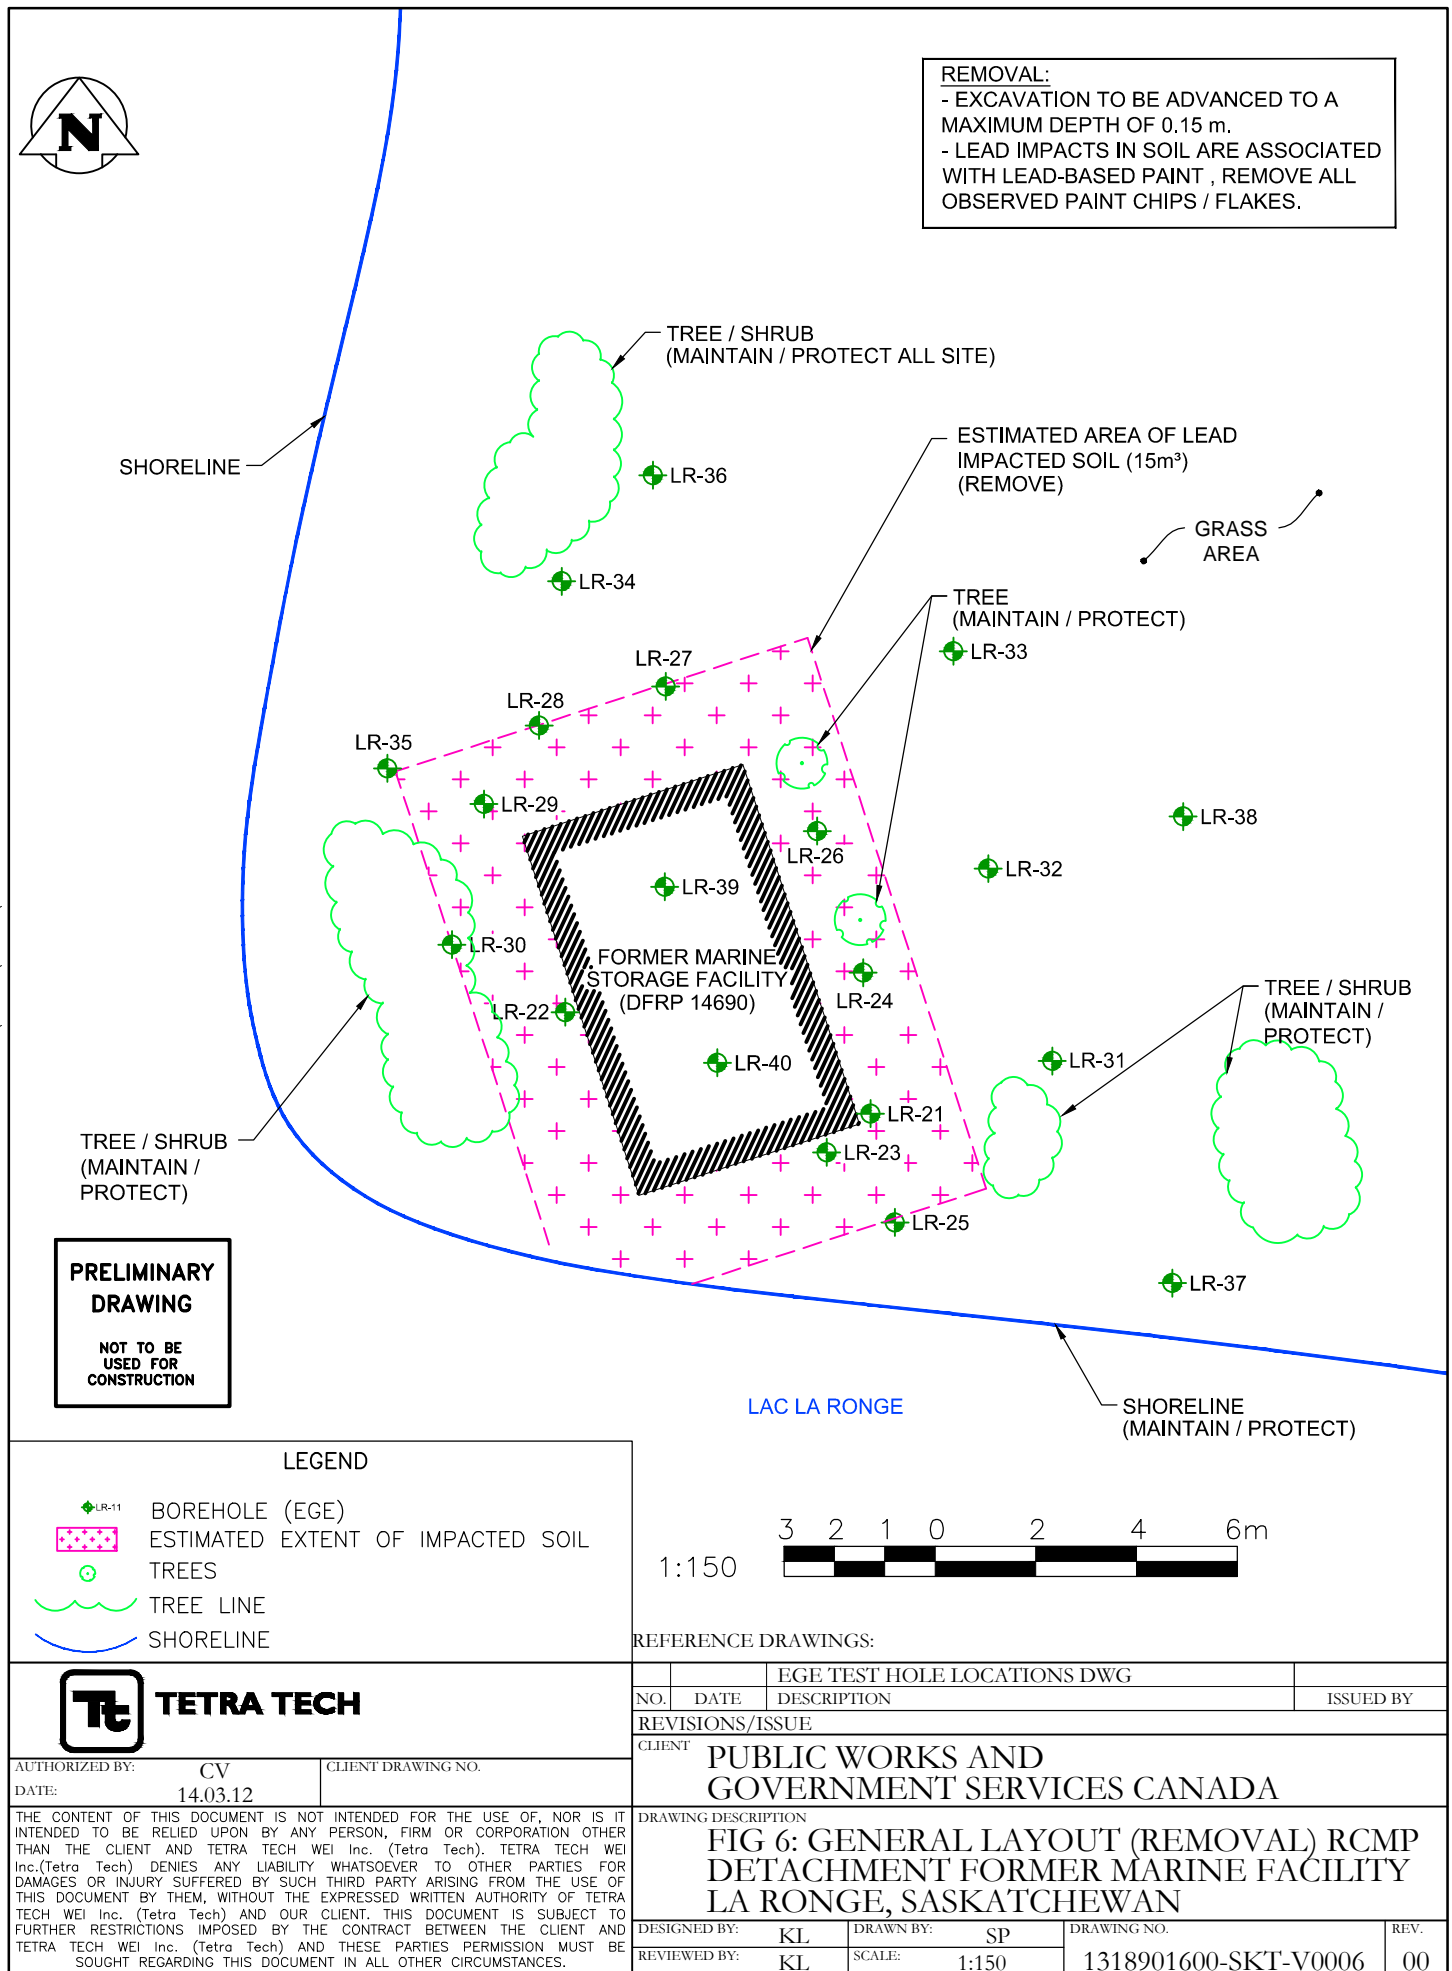 N
REMOVAL:
- EXCAVATION TO BE ADVANCED TO A
MAXIMUM DEPTH OF 0.15 m.
- LEAD IMPACTS IN SOIL ARE ASSOCIATED
WITH LEAD-BASED PAINT , REMOVE ALL
OBSERVED PAINT CHIPS / FLAKES.
TREE / SHRUB
(MAINTAIN / PROTECT ALL SITE)
SHORELINE
LR-36
ESTIMATED AREA OF LEAD
IMPACTED SOIL (15m³)
(REMOVE)
GRASS
AREA
LR-34
TREE
(MAINTAIN / PROTECT)
LR-33
LR-27
LR-28
LR-35
LR-29
LR-26
LR-38
LR-32
LR-39
LR-30
FORMER MARINE
STORAGE FACILITY
(DFRP 14690)
LR-24
LR-22
TREE / SHRUB
(MAINTAIN /
PROTECT)
LR-40
LR-31
LR-21
LR-23
TREE / SHRUB
(MAINTAIN /
PROTECT)
LR-25
LR-37
PRELIMINARY
DRAWING
NOT TO BE
USED FOR
CONSTRUCTION
LAC LA RONGE
SHORELINE
(MAINTAIN / PROTECT)
LEGEND
LR-11 BOREHOLE (EGE)
ESTIMATED EXTENT OF IMPACTED SOIL
TREES
TREE LINE
SHORELINE
3 2 1 0 2 4 6m
1:150
REFERENCE DRAWINGS:
EGE TEST HOLE LOCATIONS DWG
NO. DATE DESCRIPTION ISSUED BY
REVISIONS/ISSUE
Tt TETRA TECH
CLIENT PUBLIC WORKS AND
GOVERNMENT SERVICES CANADA
AUTHORIZED BY: CV CLIENT DRAWING NO.
DATE: 14.03.12
THE CONTENT OF THIS DOCUMENT IS NOT INTENDED FOR THE USE OF, NOR IS IT
INTENDED TO BE RELIED UPON BY ANY PERSON, FIRM OR CORPORATION OTHER
THAN THE CLIENT AND TETRA TECH WEI Inc. (Tetra Tech). TETRA TECH WEI
Inc.(Tetra Tech) DENIES ANY LIABILITY WHATSOEVER TO OTHER PARTIES FOR
DAMAGES OR INJURY SUFFERED BY SUCH THIRD PARTY ARISING FROM THE USE OF
THIS DOCUMENT BY THEM, WITHOUT THE EXPRESSED WRITTEN AUTHORITY OF TETRA
TECH WEI Inc. (Tetra Tech) AND OUR CLIENT. THIS DOCUMENT IS SUBJECT TO
FURTHER RESTRICTIONS IMPOSED BY THE CONTRACT BETWEEN THE CLIENT AND
TETRA TECH WEI Inc. (Tetra Tech) AND THESE PARTIES PERMISSION MUST BE
SOUGHT REGARDING THIS DOCUMENT IN ALL OTHER CIRCUMSTANCES.
DRAWING DESCRIPTION
FIG 6: GENERAL LAYOUT (REMOVAL) RCMP
DETACHMENT FORMER MARINE FACILITY
LA RONGE, SASKATCHEWAN
DESIGNED BY: KL DRAWN BY: SP DRAWING NO. REV.
REVIEWED BY: KL SCALE: 1:150 1318901600-SKT-V0006 00